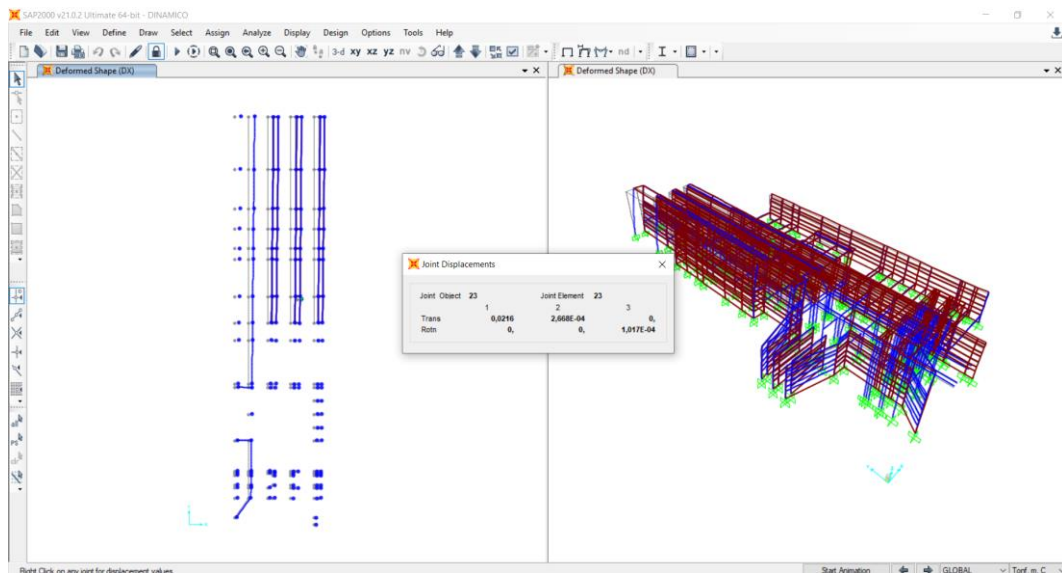 SAP2000 v21.0.2 Ultimate 64-bit - DINAMICO
File Edit View Define Draw Select Assign Analyze Display Design Options Tools Help
3-d xy xz yz nv
nd
Deformed Shape (DX)
Deformed Shape (DX)
Joint Displacements
Joint Object 23 Joint Element 23
1 2 3
Trans 0,0216 2,668E-04 0,
Rotn 0, 0, 1,017E-04
Right Click on any joint for displacement values
Start Animation GLOBAL Tonf, m, C